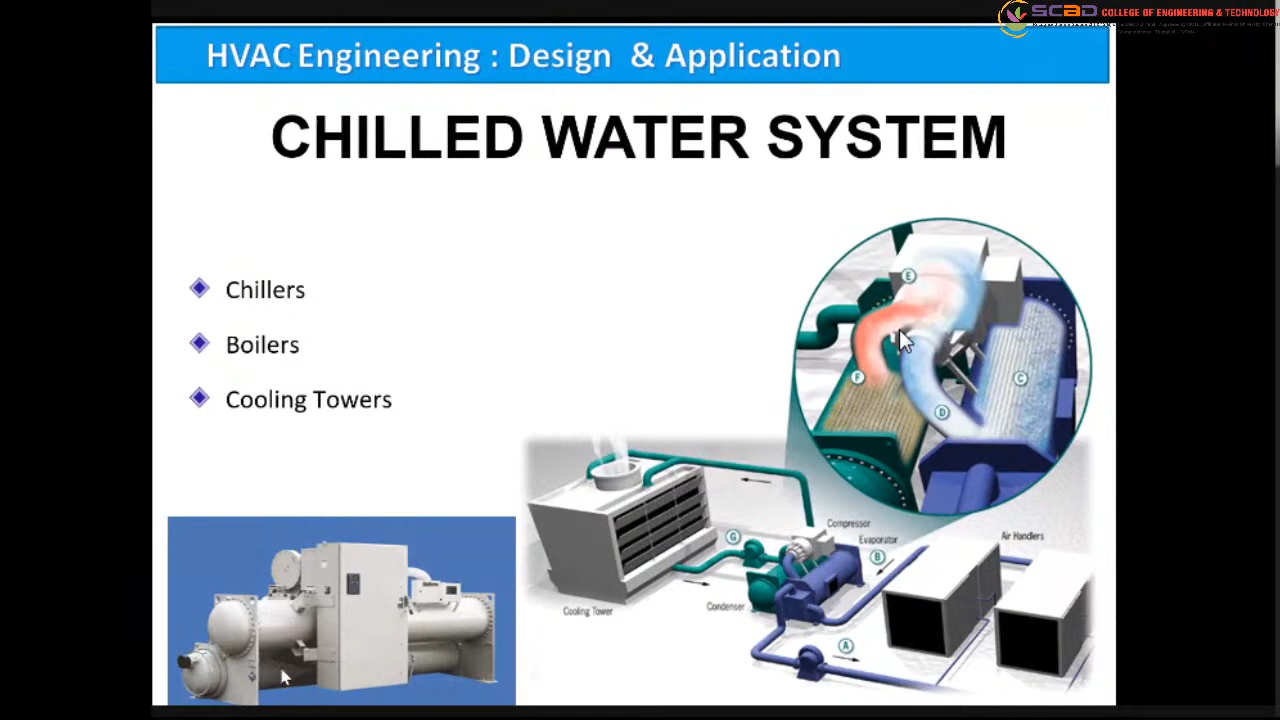 SCAD COLLEGE OF ENGINEERING & TECHNOLOGY
HVAC Engineering : Design & Application
CHILLED WATER SYSTEM
Chillers
Boilers
Cooling Towers
E
F
C
D
Compressor
G
Evaporator
B
Air Handlers
Condenser
Cooling Tower
A